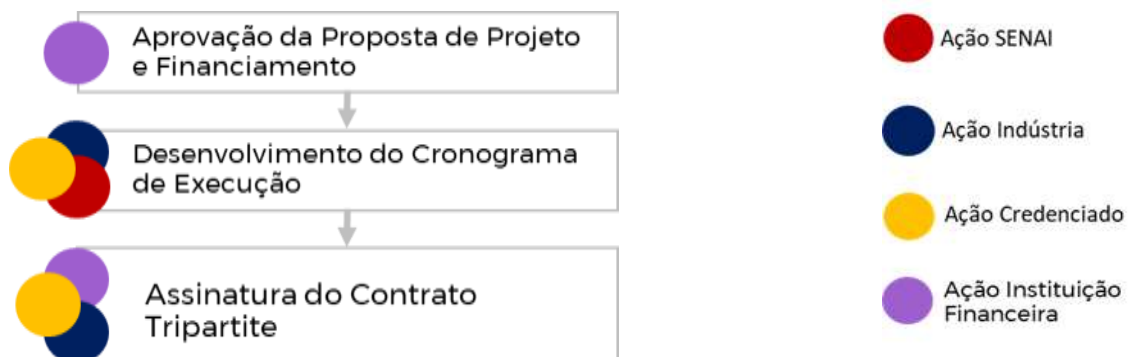 Aprovação da Proposta de Projeto
e Financiamento
Desenvolvimento do Cronograma
de Execução
Assinatura do Contrato
Tripartite
Ação SENAI
Ação Indústria
Ação Credenciado
Ação Instituição
Financeira